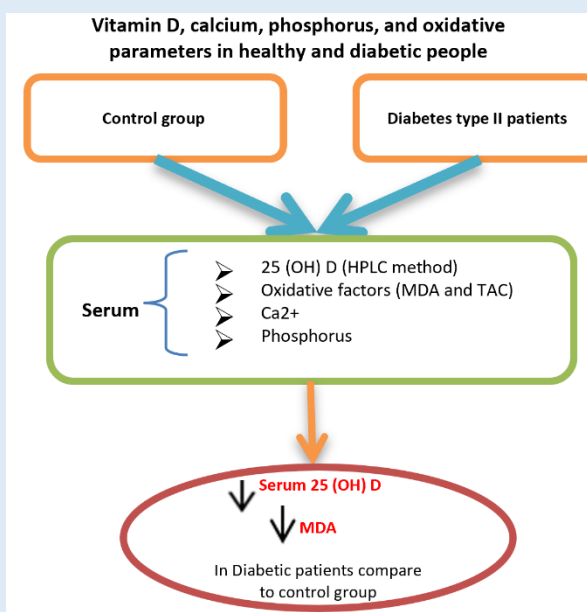 Vitamin D, calcium, phosphorus, and oxidative
parameters in healthy and diabetic people
Control group
Diabetes type II patients
Serum
25 (OH) D (HPLC method)
Oxidative factors (MDA and TAC)
Ca2+
Phosphorus
Serum 25 (OH) D
MDA
In Diabetic patients compare
to control group